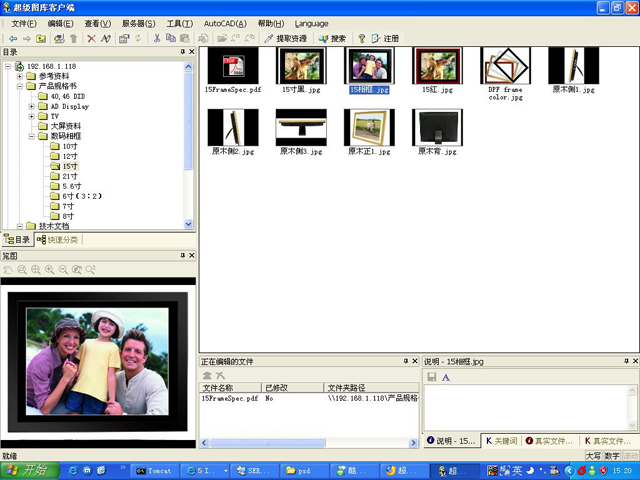 超级图库客户端
文件(F) 编辑(E) 查看(V) 服务器(S) 工具(T) AutoCAD(A) 帮助(H) Language
提取资源 搜索 ? 注册
目录
192.168.1.118
参考资料
产品规格书
40,46 DID
AD Display
TV
大屏资料
数码相框
10寸
12寸
15寸
21寸
5.6寸
6寸(3：2)
7寸
8寸
技术文档
目录 快速分类
15FrameSpec.pdf 15寸黑.jpg 15相框.jpg 15红.jpg DPF frame color.jpg 原木侧1.jpg
原木侧2.jpg 原木侧3.jpg 原木正1.jpg 原木背.jpg
览图
正在编辑的文件
文件名称 已修改 文件夹路径
15FrameSpec.pdf No \\192.168.1.118\产品规格
说明 - 15相框.jpg
说明 - 15... 关键词 真实文件... 真实文件...
就绪
大写 数字 滚动
开始 Tomcat 5 I.. SER... psd 酷... 超... 超... 英 15:20